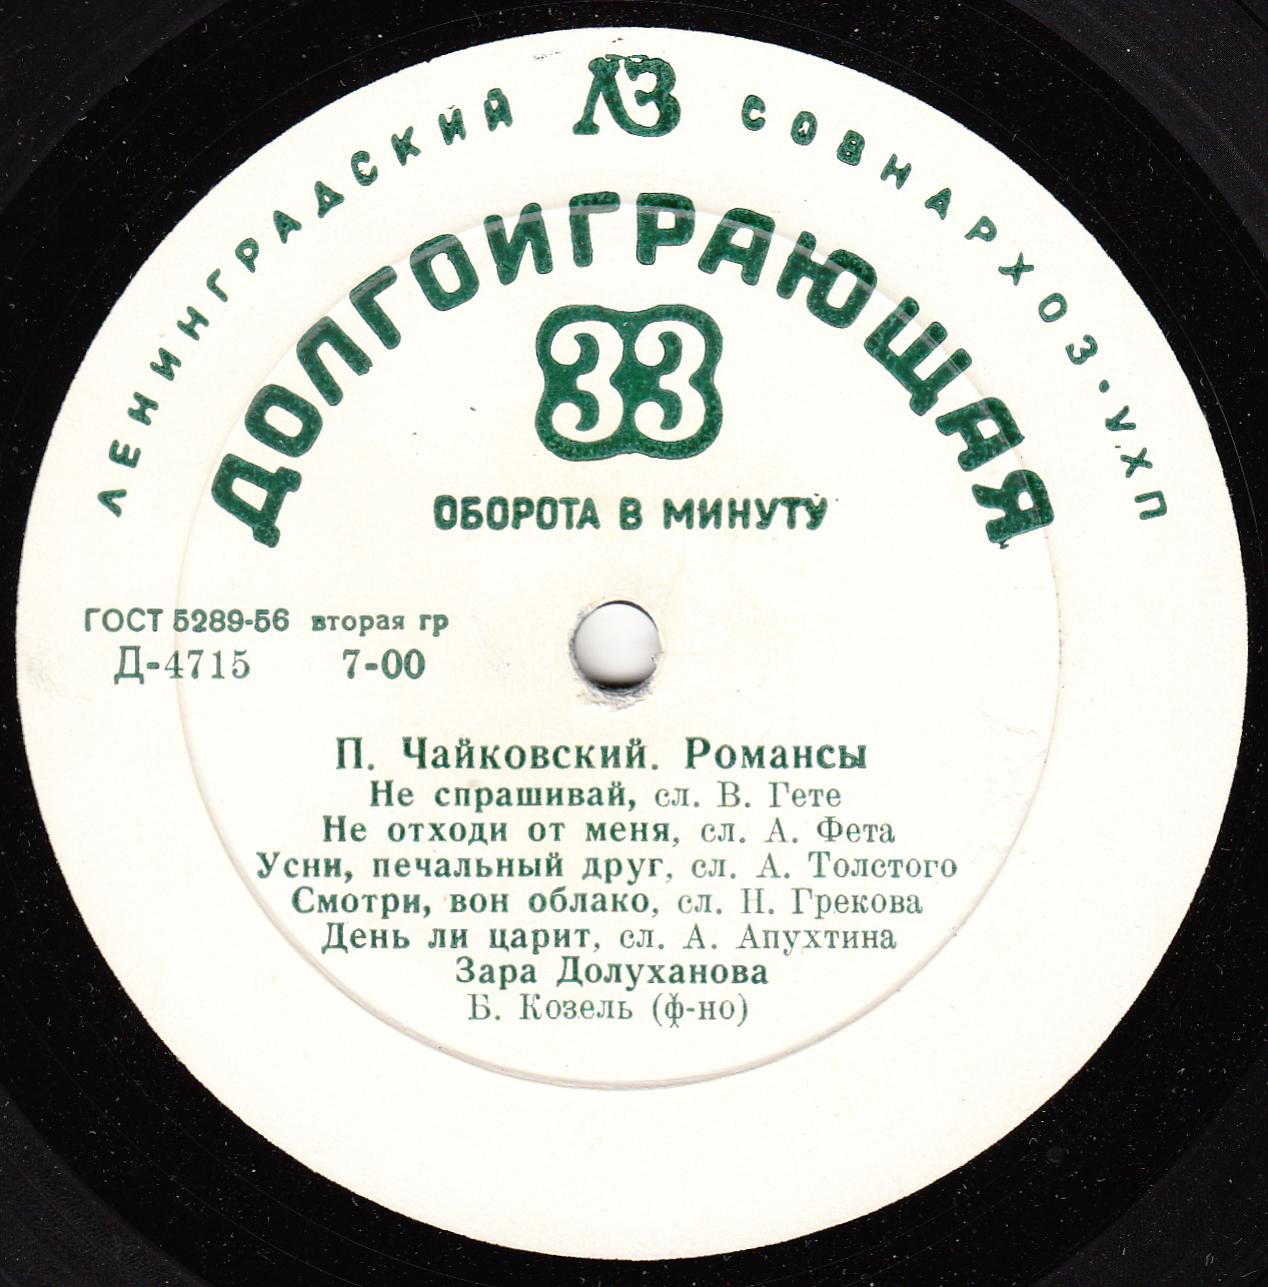 ЛЕНИНГРАДСКИЙ ЛЗ СОВНАРХОЗ • УХП
ДОЛГОИГРАЮЩАЯ
33
ОБОРОТА В МИНУТУ
ГОСТ 5289-56 вторая гр
Д-4715 7-00
П. Чайковский. Романсы
Не спрашивай, сл. В. Гете
Не отходи от меня, сл. А. Фета
Усни, печальный друг, сл. А. Толстого
Смотри, вон облако, сл. Н. Грекова
День ли царит, сл. А. Апухтина
Зара Долуханова
Б. Козель (ф-но)